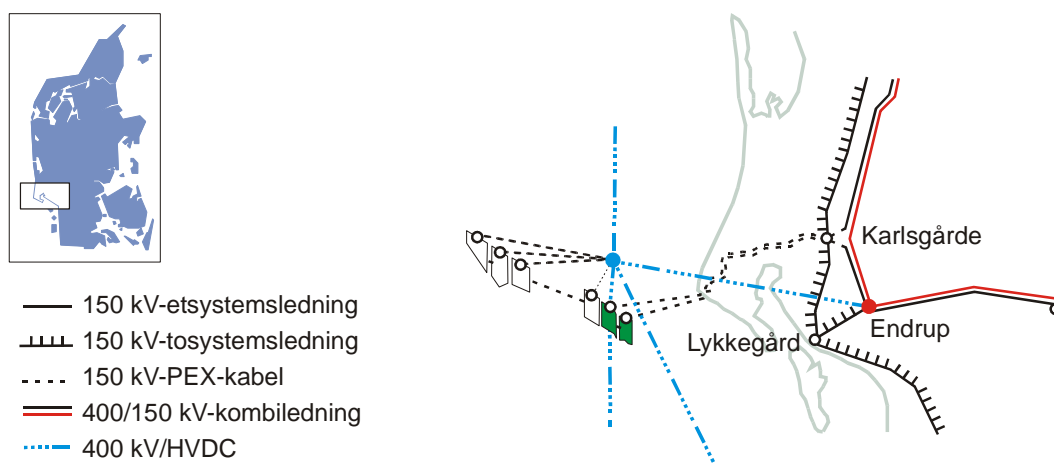 150 kV-etsystemsledning
150 kV-tosystemsledning
150 kV-PEX-kabel
400/150 kV-kombiledning
400 kV/HVDC
Karlsgårde
Endrup
Lykkegård